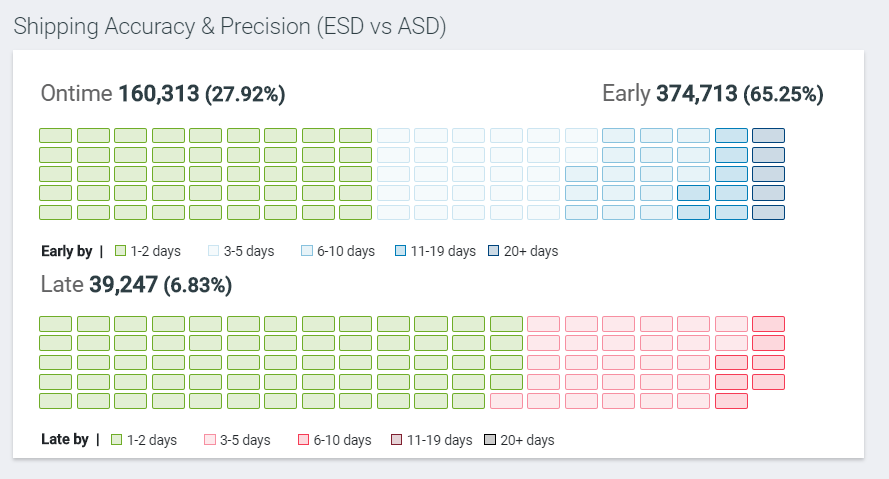 Shipping Accuracy & Precision (ESD vs ASD)
Ontime 160,313 (27.92%) Early 374,713 (65.25%)
Early by | 1-2 days 3-5 days 6-10 days 11-19 days 20+ days
Late 39,247 (6.83%)
Late by | 1-2 days 3-5 days 6-10 days 11-19 days 20+ days